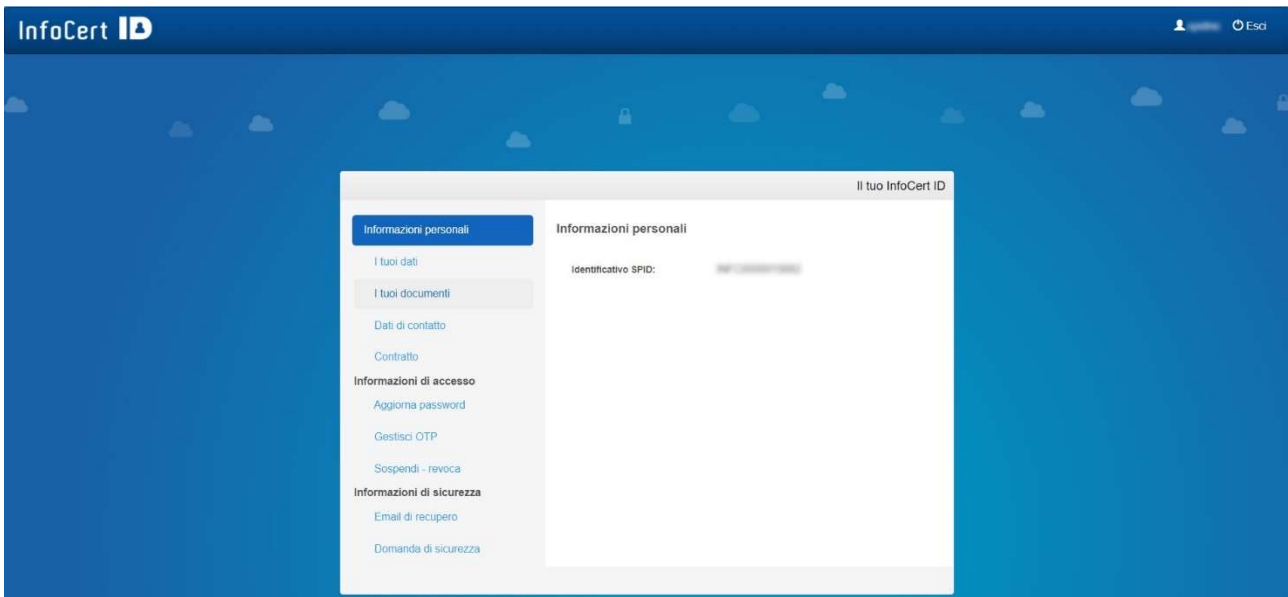 InfoCert ID
Esci
Il tuo InfoCert ID
Informazioni personali
I tuoi dati
I tuoi documenti
Dati di contatto
Contratto
Informazioni di accesso
Aggiorna password
Gestisci OTP
Sospendi - revoca
Informazioni di sicurezza
Email di recupero
Domanda di sicurezza
Informazioni personali
Identificativo SPID: